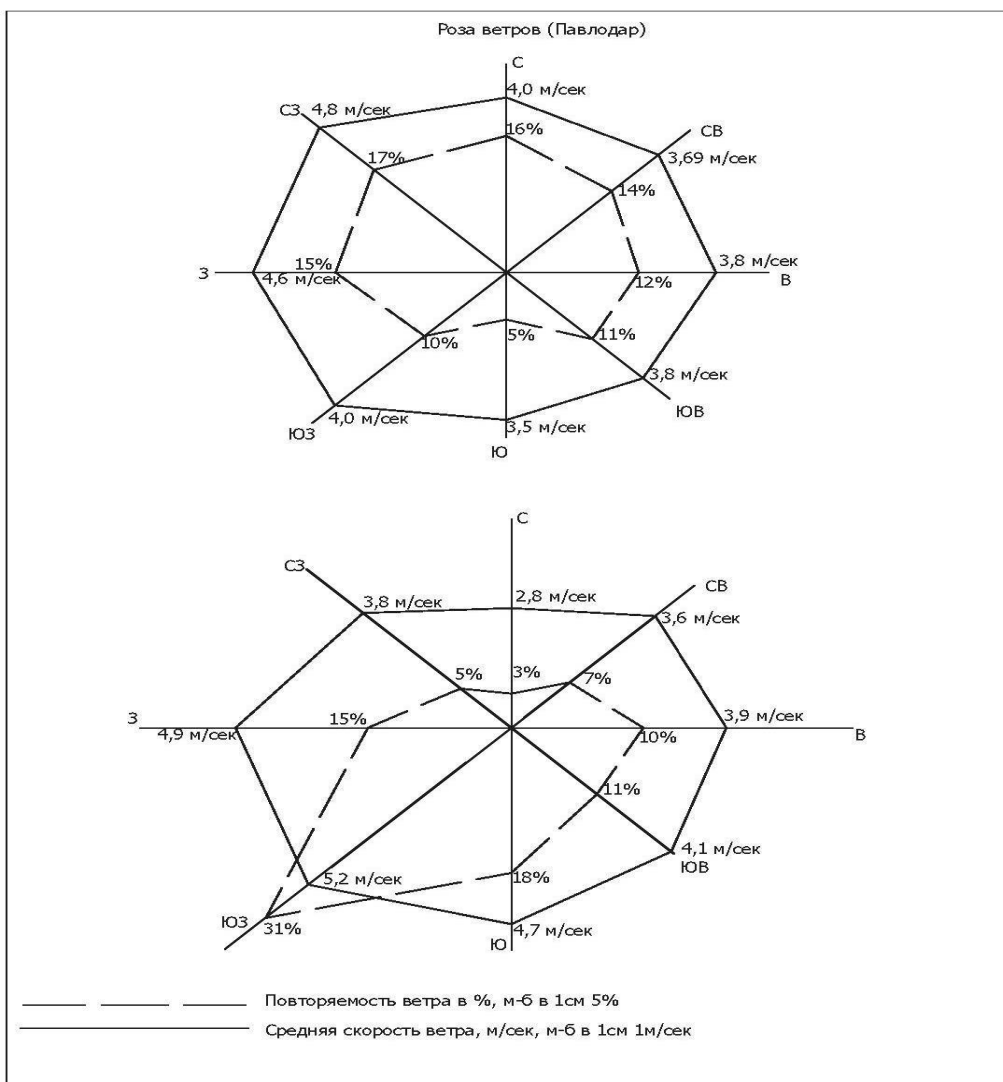 Роза ветров (Павлодар)
С
4,0 м/сек
СЗ 4,8 м/сек
СВ
16%
17%
3,69 м/сек
14%
З
15%
4,6 м/сек
3,8 м/сек
12%
В
10%
5%
11%
3,8 м/сек
ЮЗ
4,0 м/сек
3,5 м/сек
ЮВ
Ю
С
СЗ
СВ
3,8 м/сек
2,8 м/сек
3,6 м/сек
5%
3%
7%
З
15%
3,9 м/сек
4,9 м/сек
10%
В
11%
4,1 м/сек
ЮВ
5,2 м/сек
18%
ЮЗ
31%
Ю
4,7 м/сек
Повторяемость ветра в %, м-б в 1см 5%
Средняя скорость ветра, м/сек, м-б в 1см 1м/сек